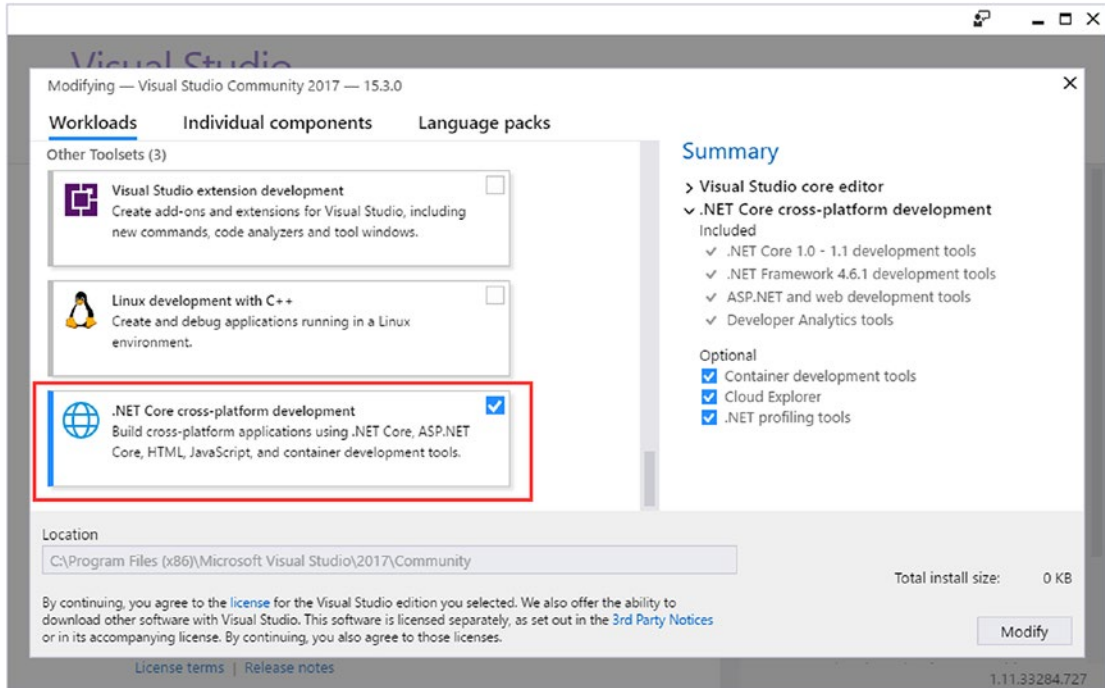 Visual Studio
Modifying — Visual Studio Community 2017 — 15.3.0
Workloads
Individual components
Language packs
Other Toolsets (3)
Visual Studio extension development
Create add-ons and extensions for Visual Studio, including
new commands, code analyzers and tool windows.
Linux development with C++
Create and debug applications running in a Linux
environment.
.NET Core cross-platform development
Build cross-platform applications using .NET Core, ASP.NET
Core, HTML, JavaScript, and container development tools.
Summary
Visual Studio core editor
.NET Core cross-platform development
Included
.NET Core 1.0 - 1.1 development tools
.NET Framework 4.6.1 development tools
ASP.NET and web development tools
Developer Analytics tools
Optional
Container development tools
Cloud Explorer
.NET profiling tools
Location
C:\Program Files (x86)\Microsoft Visual Studio\2017\Community
Total install size: 0 KB
By continuing, you agree to the license for the Visual Studio edition you selected. We also offer the ability to
download other software with Visual Studio. This software is licensed separately, as set out in the 3rd Party Notices
or in its accompanying license. By continuing, you also agree to those licenses.
Modify
License terms | Release notes
1.11.33284.727